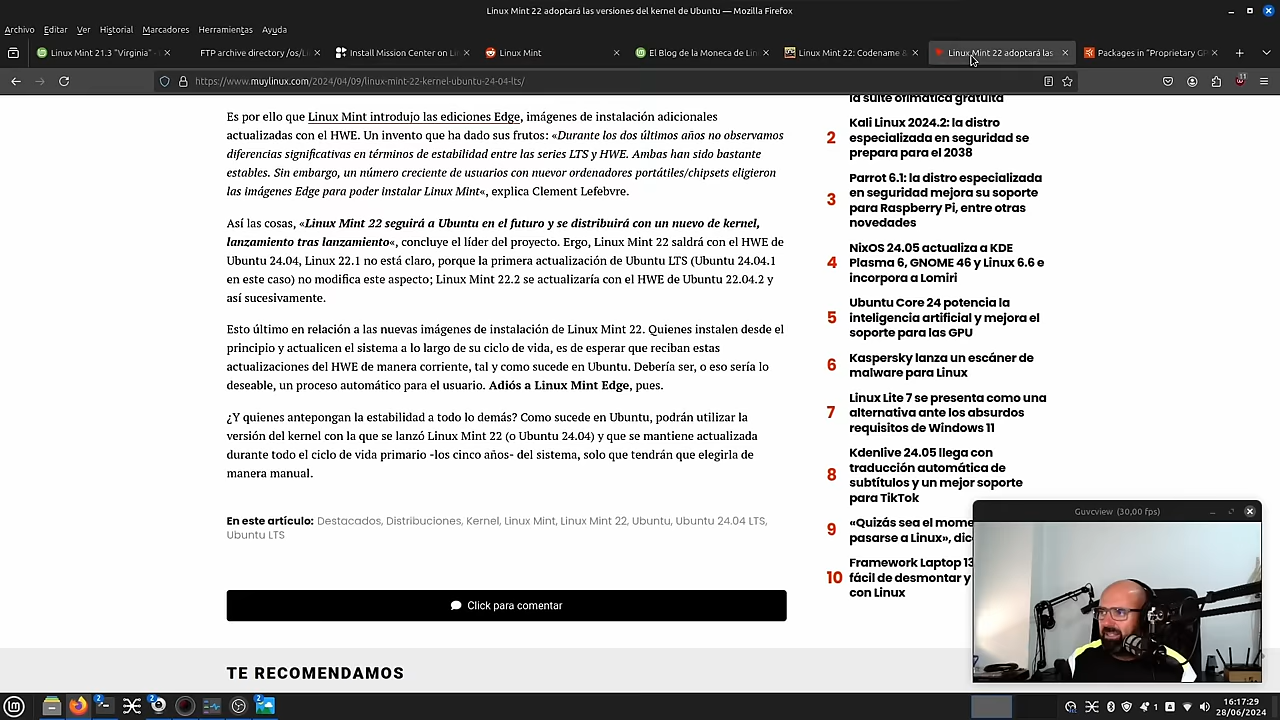 Linux Mint 22 adoptará las versiones del kernel de Ubuntu — Mozilla Firefox
Archivo Editar Ver Historial Marcadores Herramientas Ayuda
Linux Mint 21.3 "Virginia" -
FTP archive directory /os/li
Install Mission Center on Li
Linux Mint
El Blog de la Moneca de Lin
Linux Mint 22: Codename &
Linux Mint 22 adoptará las
Packages in "Proprietary GP
https://www.muylinux.com/2024/04/09/linux-mint-22-kernel-ubuntu-24-04-lts/
11
Es por ello que Linux Mint introdujo las ediciones Edge, imágenes de instalación adicionales
actualizadas con el HWE. Un invento que ha dado sus frutos: «Durante los dos últimos años no observamos
diferencias significativas en términos de estabilidad entre las series LTS y HWE. Ambas han sido bastante
estables. Sin embargo, un número creciente de usuarios con nuevor ordenadores portátiles/chipsets eligieron
las imágenes Edge para poder instalar Linux Mint«, explica Clement Lefebvre.
Así las cosas, «Linux Mint 22 seguirá a Ubuntu en el futuro y se distribuirá con un nuevo de kernel,
lanzamiento tras lanzamiento«, concluye el líder del proyecto. Ergo, Linux Mint 22 saldrá con el HWE de
Ubuntu 24.04, Linux 22.1 no está claro, porque la primera actualización de Ubuntu LTS (Ubuntu 24.04.1
en este caso) no modifica este aspecto; Linux Mint 22.2 se actualizaría con el HWE de Ubuntu 22.04.2 y
así sucesivamente.
Esto último en relación a las nuevas imágenes de instalación de Linux Mint 22. Quienes instalen desde el
principio y actualicen el sistema a lo largo de su ciclo de vida, es de esperar que reciban estas
actualizaciones del HWE de manera corriente, tal y como sucede en Ubuntu. Debería ser, o eso sería lo
deseable, un proceso automático para el usuario. Adiós a Linux Mint Edge, pues.
¿Y quienes antepongan la estabilidad a todo lo demás? Como sucede en Ubuntu, podrán utilizar la
versión del kernel con la que se lanzó Linux Mint 22 (o Ubuntu 24.04) y que se mantiene actualizada
durante todo el ciclo de vida primario -los cinco años- del sistema, solo que tendrán que elegirla de
manera manual.
En este artículo: Destacados, Distribuciones, Kernel, Linux Mint, Linux Mint 22, Ubuntu, Ubuntu 24.04 LTS,
Ubuntu LTS
Click para comentar
TE RECOMENDAMOS
la suite ofimática gratuita
2 Kali Linux 2024.2: la distro
especializada en seguridad se
prepara para el 2038
3 Parrot 6.1: la distro especializada
en seguridad mejora su soporte
para Raspberry Pi, entre otras
novedades
4 NixOS 24.05 actualiza a KDE
Plasma 6, GNOME 46 y Linux 6.6 e
incorpora a Lomiri
5 Ubuntu Core 24 potencia la
inteligencia artificial y mejora el
soporte para las GPU
6 Kaspersky lanza un escáner de
malware para Linux
7 Linux Lite 7 se presenta como una
alternativa ante los absurdos
requisitos de Windows 11
8 Kdenlive 24.05 llega con
traducción automática de
subtítulos y un mejor soporte
para TikTok
9 «Quizás sea el mome
pasarse a Linux», dic
10 Framework Laptop 13
fácil de desmontar y
con Linux
Guvcview (30,00 fps)
2
2
2
1
16:17:29
28/06/2024